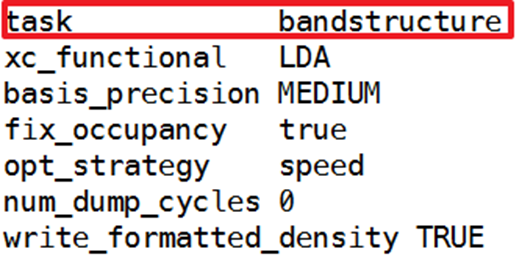 task bandstructure
xc_functional LDA
basis_precision MEDIUM
fix_occupancy true
opt_strategy speed
num_dump_cycles 0
write_formatted_density TRUE